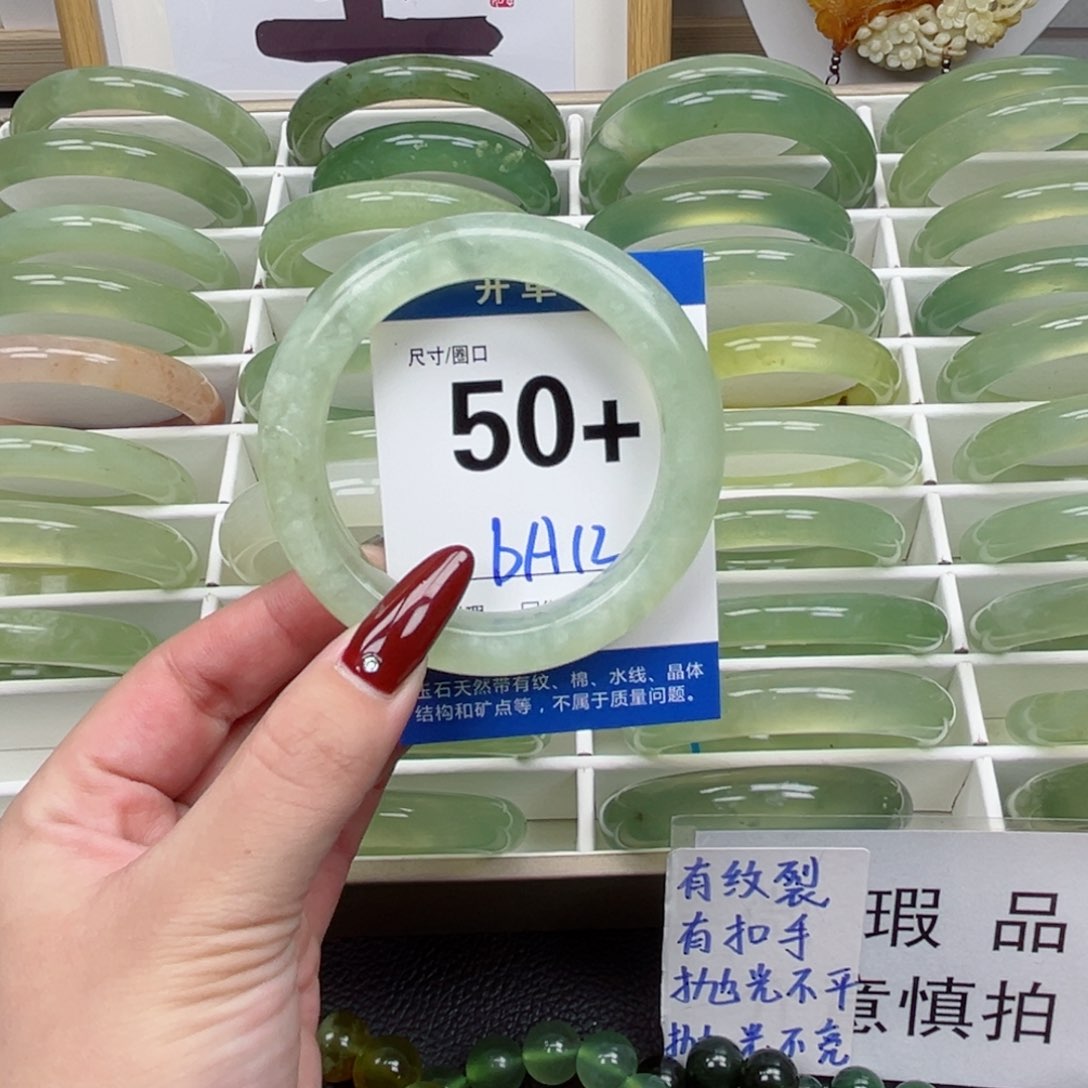 开单
尺寸/圈口
50+
bA12
玉石天然带有纹、棉、水线、晶体
结构和矿点等，不属于质量问题。
有纹裂
有扣手
抛光不平
抛光不亮
瑕 品
慎拍